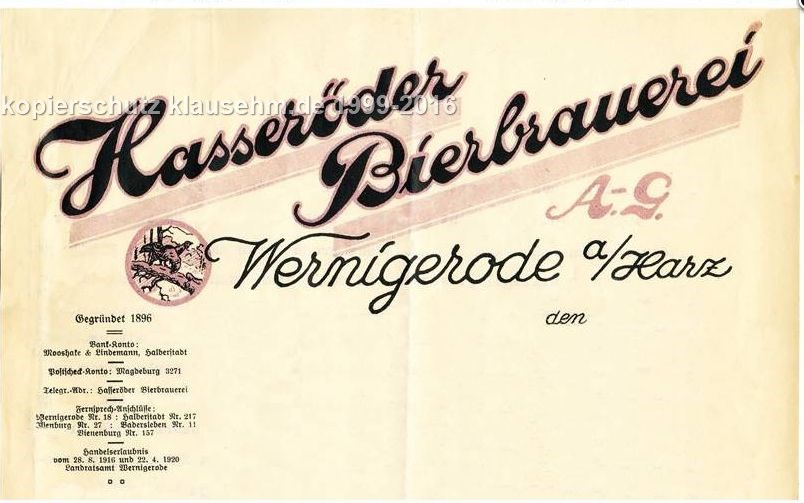 Hasseröder
Bierbrauerei
A.-G.
Wernigerode a/Harz
den
Gegründet 1896
Bank-Konto:
Mooshake & Lindemann, Halberstadt
Postscheck-Konto: Magdeburg 3271
Telegr.-Adr.: Hasseröder Bierbrauerei
Fernsprech-Anschlüsse:
Wernigerode Nr. 18 : Halberstadt Nr. 217
Ilsenburg Nr. 27 : Badersleben Nr. 11
Vienenburg Nr. 157
Handelserlaubnis
vom 28. 8. 1916 und 22. 4. 1920
Landratsamt Wernigerode
kopierschutz klausehm.de 1999-2016